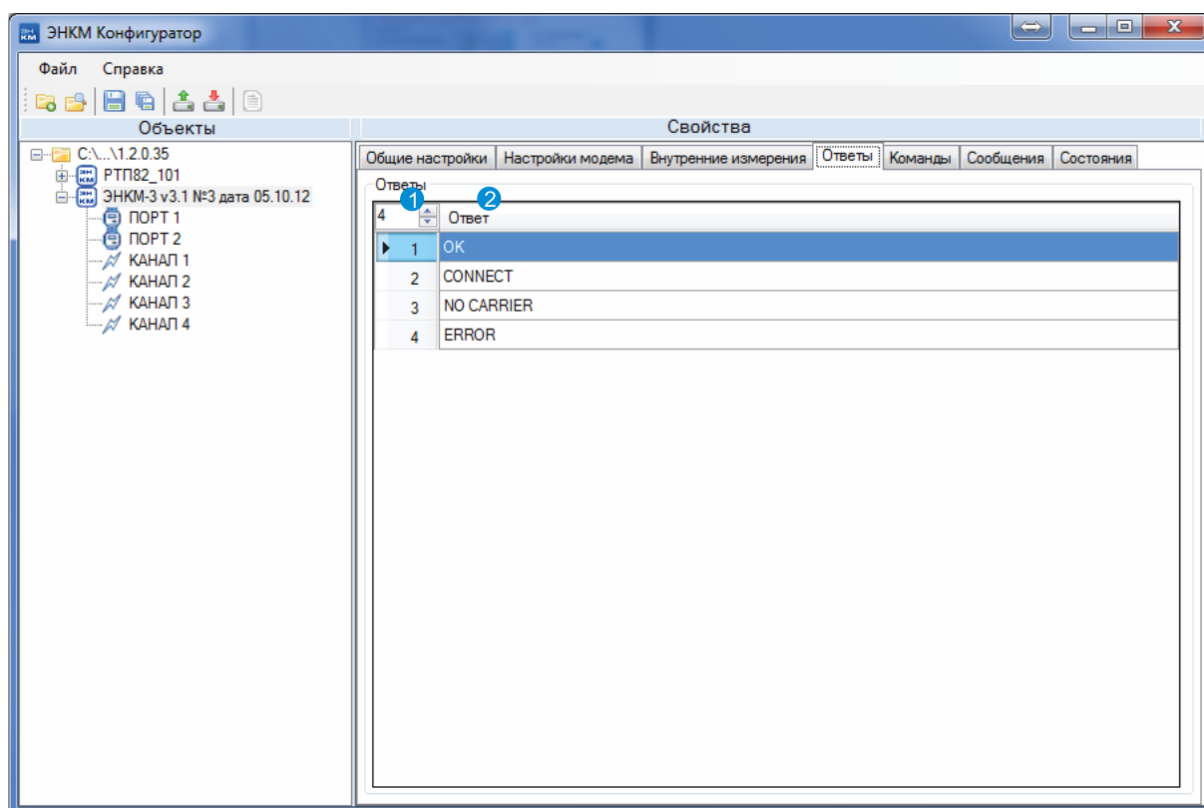 ЭНКМ Конфигуратор
Файл Справка
Объекты
Свойства
C:\...\1.2.0.35
РТП82_101
ЭНКМ-3 v3.1 №3 дата 05.10.12
ПОРТ 1
ПОРТ 2
КАНАЛ 1
КАНАЛ 2
КАНАЛ 3
КАНАЛ 4
Общие настройки Настройки модема Внутренние измерения Ответы Команды Сообщения Состояния
Ответы
1 2
4 Ответ
1 OK
2 CONNECT
3 NO CARRIER
4 ERROR